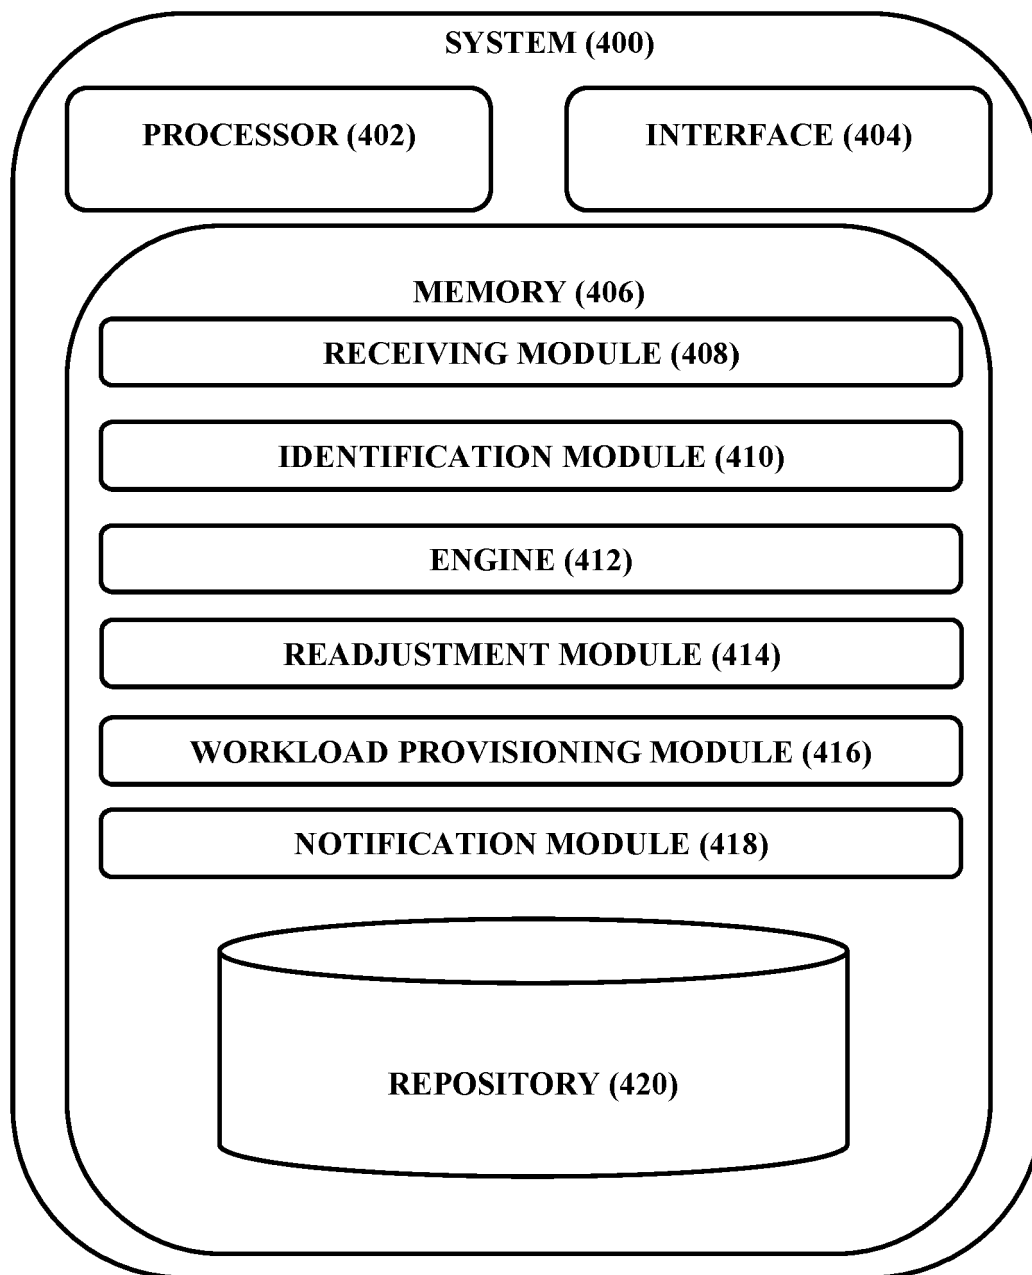 SYSTEM (400)
PROCESSOR (402)
INTERFACE (404)
MEMORY (406)
RECEIVING MODULE (408)
IDENTIFICATION MODULE (410)
ENGINE (412)
READJUSTMENT MODULE (414)
WORKLOAD PROVISIONING MODULE (416)
NOTIFICATION MODULE (418)
REPOSITORY (420)